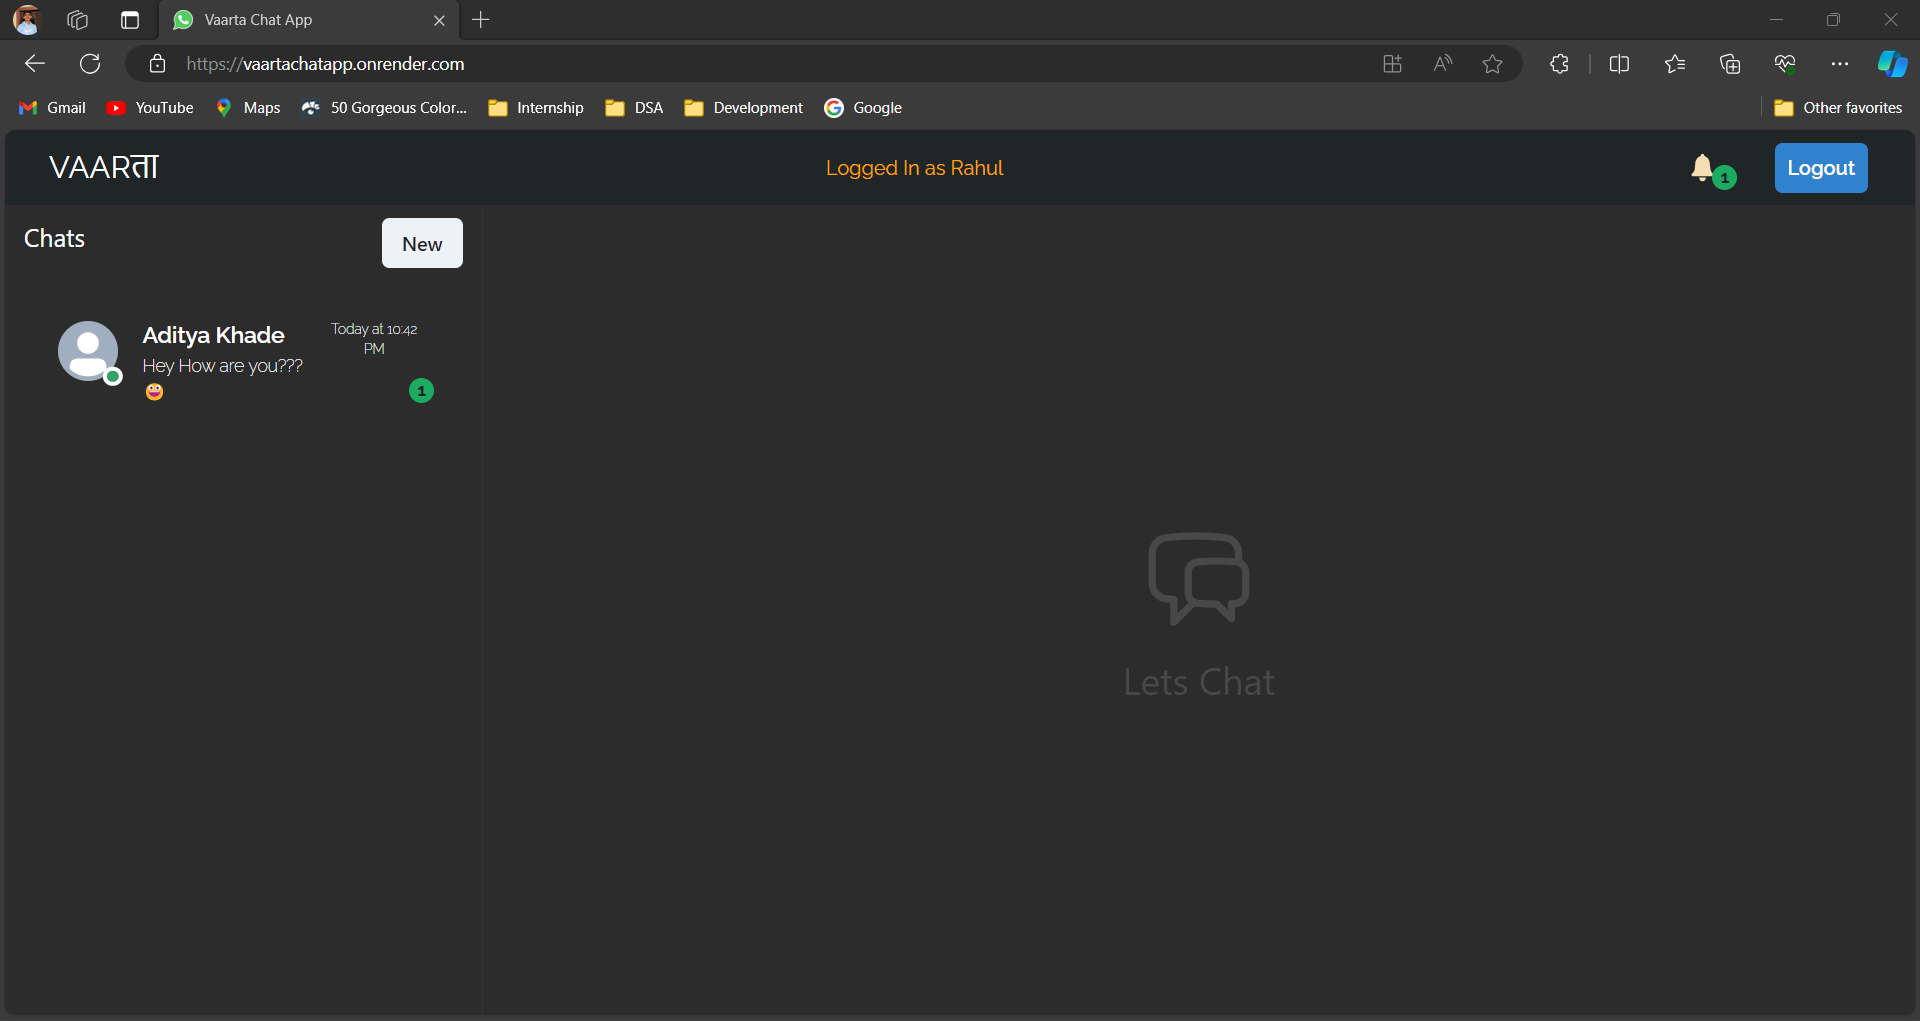 Vaarta Chat App
https://vaartachatapp.onrender.com
Gmail YouTube Maps 50 Gorgeous Color... Internship DSA Development Google Other favorites
VAARता Logged In as Rahul 1 Logout
Chats New
Aditya Khade Today at 10:42
PM
Hey How are you???
😀 1
Lets Chat